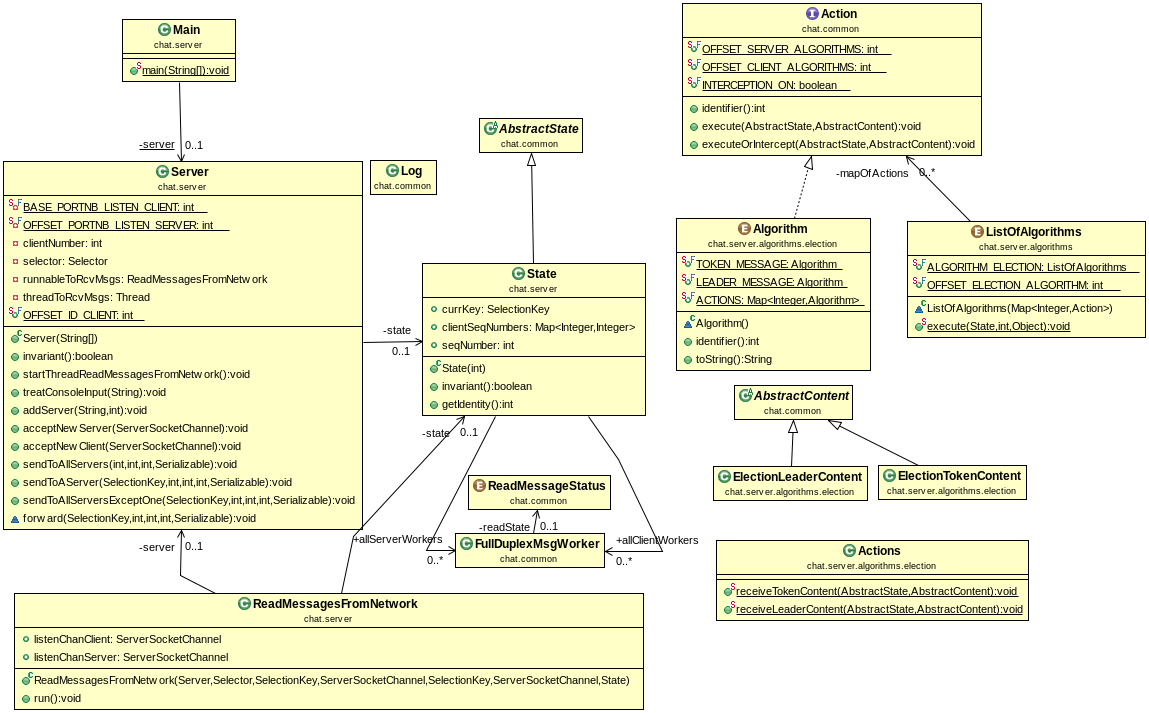 Main
chat.server
main(String[]):void
-server
0..1
Server
chat.server
BASE_PORTNB_LISTEN_CLIENT: int
OFFSET_PORTNB_LISTEN_SERVER: int
clientNumber: int
selector: Selector
runnableToRcvMsgs: ReadMessagesFromNetwork
threadToRcvMsgs: Thread
OFFSET_ID_CLIENT: int
Server(String[])
invariant():boolean
startThreadReadMessagesFromNetwork():void
treatConsoleInput(String):void
addServer(String,int):void
acceptNewServer(ServerSocketChannel):void
acceptNewClient(ServerSocketChannel):void
sendToAllServers(int,int,int,Serializable):void
sendToAServer(SelectionKey,int,int,int,Serializable):void
sendToAllServersExceptOne(SelectionKey,int,int,int,Serializable):void
forward(SelectionKey,int,int,int,Serializable):void
Log
chat.common
AbstractState
chat.common
-state
0..1
State
chat.server
currKey: SelectionKey
clientSeqNumbers: Map<Integer,Integer>
seqNumber: int
State(int)
invariant():boolean
getIdentity():int
-state
0..1
ReadMessageStatus
chat.common
-readState
0..1
+allServerWorkers
0..*
FullDuplexMsgWorker
chat.common
+allClientWorkers
0..*
-server
0..1
ReadMessagesFromNetwork
chat.server
listenChanClient: ServerSocketChannel
listenChanServer: ServerSocketChannel
ReadMessagesFromNetwork(Server,Selector,SelectionKey,ServerSocketChannel,SelectionKey,ServerSocketChannel,State)
run():void
Action
chat.common
OFFSET_SERVER_ALGORITHMS: int
OFFSET_CLIENT_ALGORITHMS: int
INTERCEPTION_ON: boolean
identifier():int
execute(AbstractState,AbstractContent):void
executeOrIntercept(AbstractState,AbstractContent):void
-mapOfActions
0..*
Algorithm
chat.server.algorithms.election
TOKEN_MESSAGE: Algorithm
LEADER_MESSAGE: Algorithm
ACTIONS: Map<Integer,Algorithm>
Algorithm()
identifier():int
toString():String
ListOfAlgorithms
chat.server.algorithms
ALGORITHM_ELECTION: ListOfAlgorithms
OFFSET_ELECTION_ALGORITHM: int
ListOfAlgorithms(Map<Integer,Action>)
execute(State,int,Object):void
AbstractContent
chat.common
ElectionLeaderContent
chat.server.algorithms.election
ElectionTokenContent
chat.server.algorithms.election
Actions
chat.server.algorithms.election
receiveTokenContent(AbstractState,AbstractContent):void
receiveLeaderContent(AbstractState,AbstractContent):void